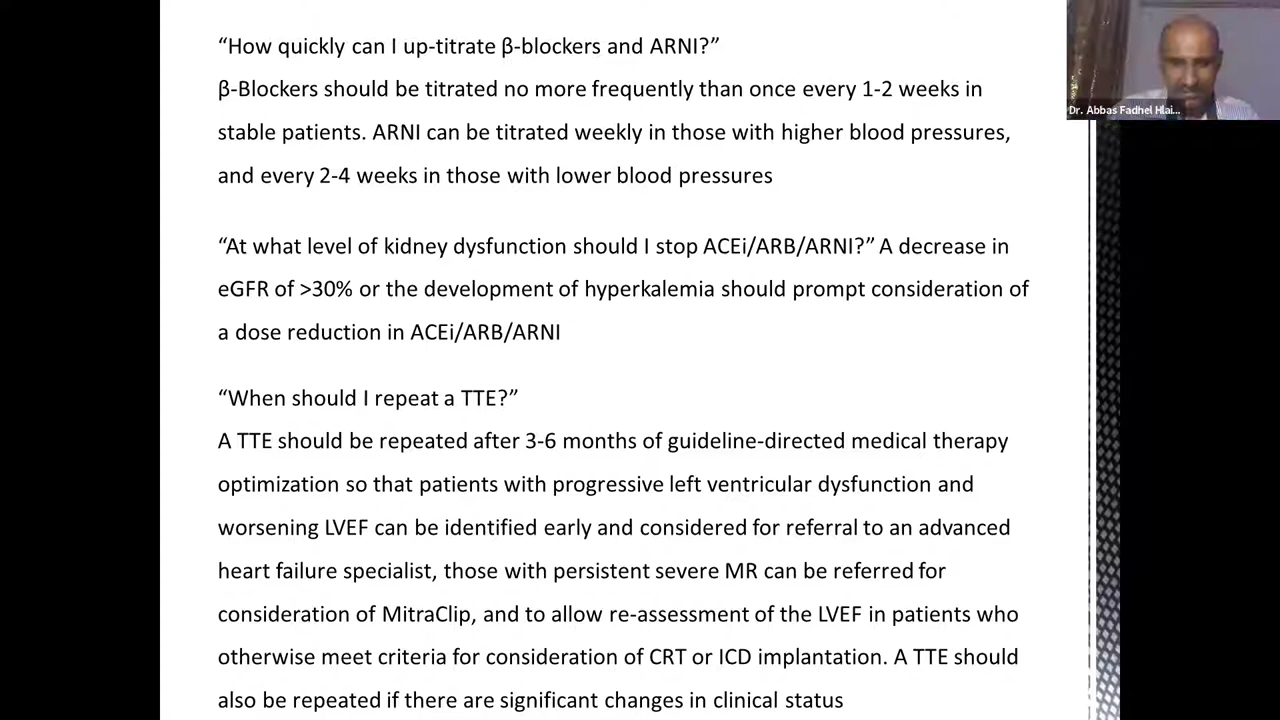 “How quickly can I up-titrate β-blockers and ARNI?”
β-Blockers should be titrated no more frequently than once every 1-2 weeks in
stable patients. ARNI can be titrated weekly in those with higher blood pressures,
and every 2-4 weeks in those with lower blood pressures
“At what level of kidney dysfunction should I stop ACEi/ARB/ARNI?” A decrease in
eGFR of >30% or the development of hyperkalemia should prompt consideration of
a dose reduction in ACEi/ARB/ARNI
“When should I repeat a TTE?”
A TTE should be repeated after 3-6 months of guideline-directed medical therapy
optimization so that patients with progressive left ventricular dysfunction and
worsening LVEF can be identified early and considered for referral to an advanced
heart failure specialist, those with persistent severe MR can be referred for
consideration of MitraClip, and to allow re-assessment of the LVEF in patients who
otherwise meet criteria for consideration of CRT or ICD implantation. A TTE should
also be repeated if there are significant changes in clinical status
Dr. Abbas Fadhel Hlai...